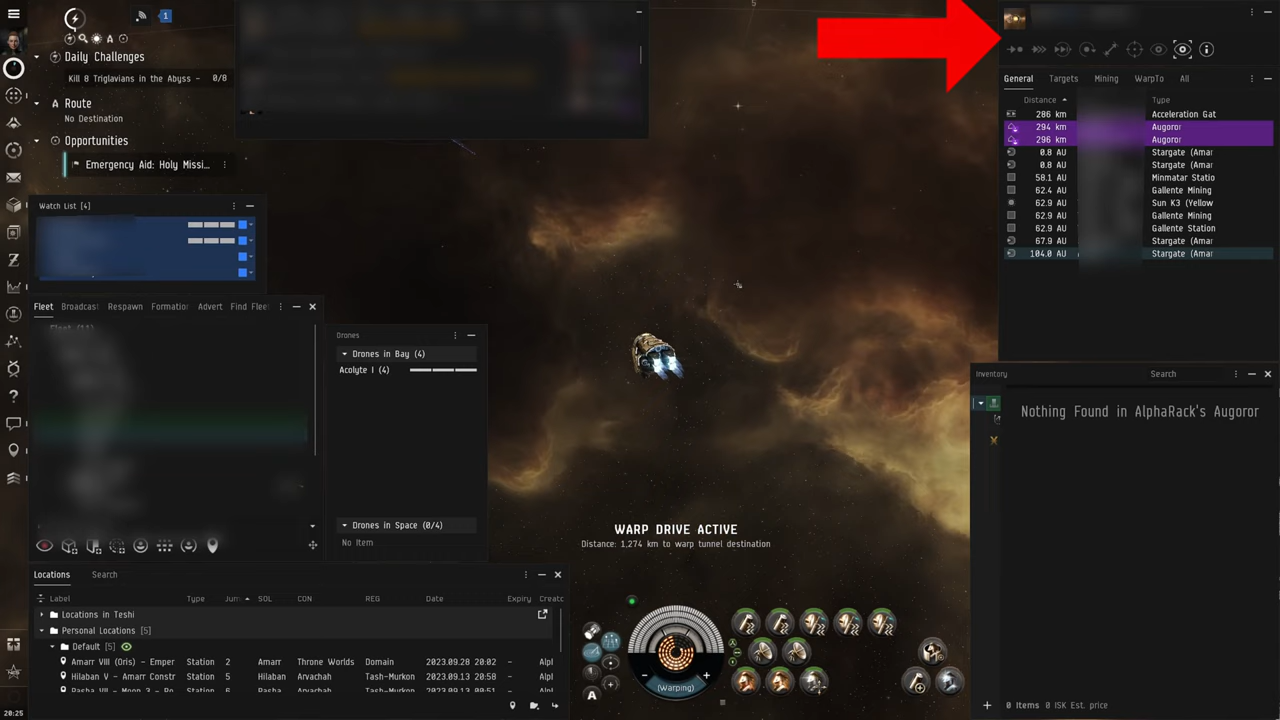 1
Daily Challenges
Kill 8 Triglavians in the Abyss – 0/8
Route
No Destination
Opportunities
Emergency Aid: Holy Missi...
Watch List [4]
Fleet Broadcast Respawn Formation Advert Find Flee
Drones
Drones in Bay (4)
Acolyte I (4)
Drones in Space (0/4)
No Item
Locations Search
Label Type Jum SOL CON REG Date Expiry Creato
Locations in Teshi
Personal Locations [5]
Default [5]
Amarr VIII (Oris) – Emper Station 2 Amarr Throne Worlds Domain 2023.09.28 20:02 – Alpl
Hilaban V – Amarr Constr Station 5 Hilaban Arvachah Tash-Murkon 2023.09.13 20:58 – Alpl
20:25
5
WARP DRIVE ACTIVE
Distance: 1,274 km to warp tunnel destination
(Warping)
A
General Targets Mining WarpTo All
Distance Type
286 km Acceleration Gat
294 km Augoror
296 km Augoror
0.8 AU Stargate (Amar
0.8 AU Stargate (Amar
58.1 AU Minmatar Statio
62.4 AU Gallente Mining
62.9 AU Sun K3 (Yellow
62.9 AU Gallente Mining
62.9 AU Gallente Station
67.9 AU Stargate (Amar
104.0 AU Stargate (Amar
Inventory Search
Nothing Found in AlphaRack's Augoror
0 Items 0 ISK Est. price